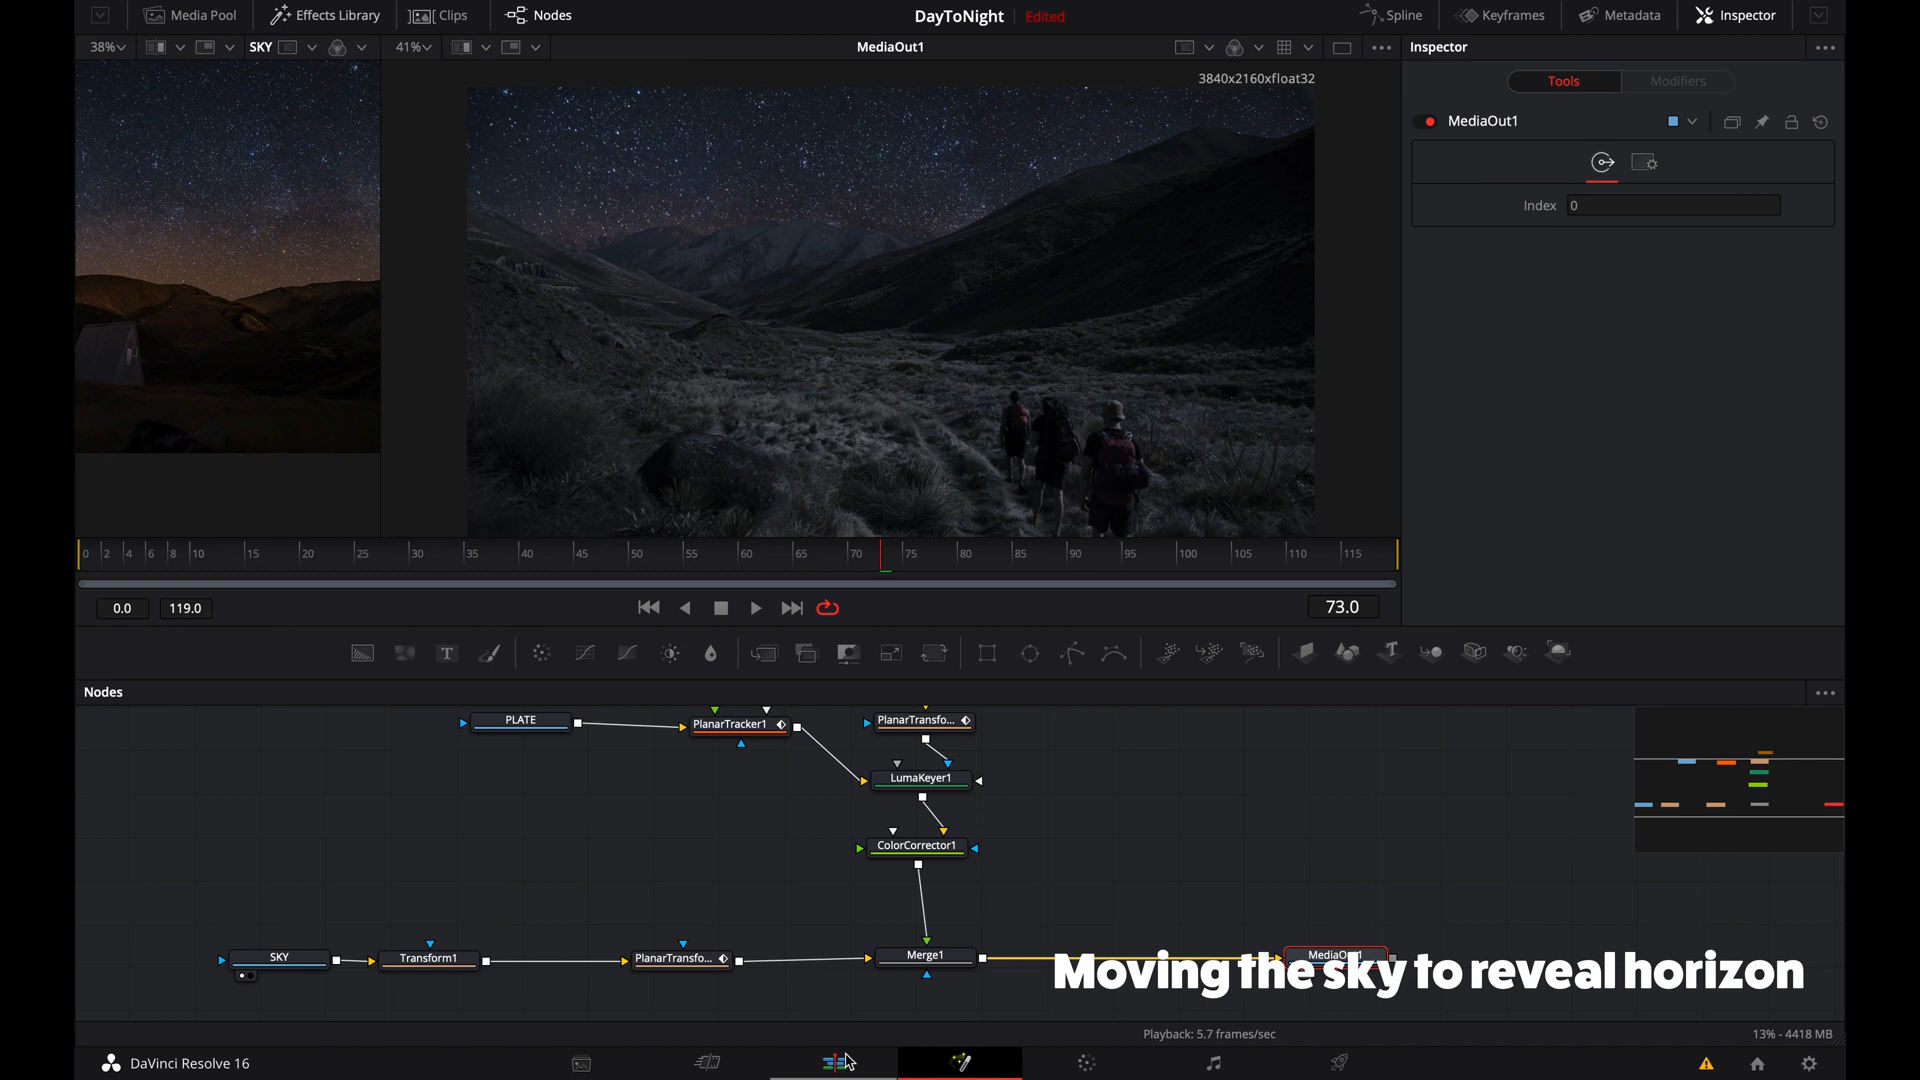 Media Pool
Effects Library
Clips
Nodes
DayToNight
Edited
Spline
Keyframes
Metadata
Inspector
38%
SKY
41%
MediaOut1
Inspector
3840x2160xfloat32
Tools
Modifiers
MediaOut1
Index 0
0 2 4 6 8 10 15 20 25 30 35 40 45 50 55 60 65 70 75 80 85 90 95 100 105 110 115
0.0
119.0
73.0
T
T
Nodes
PLATE
PlanarTracker1
PlanarTransfo...
LumaKeyer1
ColorCorrector1
SKY
Transform1
PlanarTransfo...
Merge1
Moving the sky to reveal horizon
Playback: 5.7 frames/sec
13% - 4418 MB
DaVinci Resolve 16